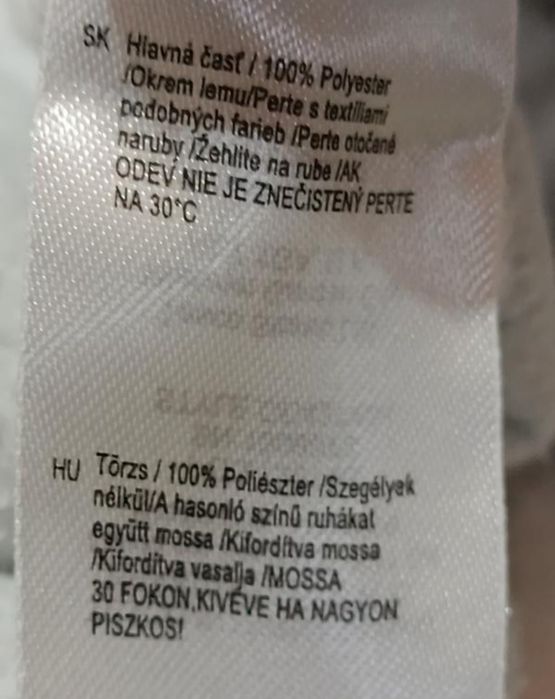 SK Hlavná časť / 100% Polyester
/Okrem lemu/Perte s textíliami
podobných farieb /Perte otočené
naruby /Žehlite na rube /AK
ODEV NIE JE ZNEČISTENÝ PERTE
NA 30°C
HU Törzs / 100% Poliészter /Szegélyek
nélkül/A hasonló színű ruhákat
együtt mossa /Kifordítva mossa
/Kifordítva vasalja /MOSSA
30 FOKON,KIVÉVE HA NAGYON
PISZKOS!